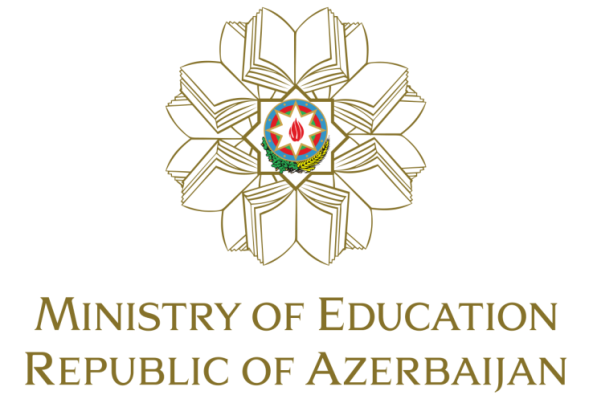 MINISTRY OF EDUCATION
REPUBLIC OF AZERBAIJAN